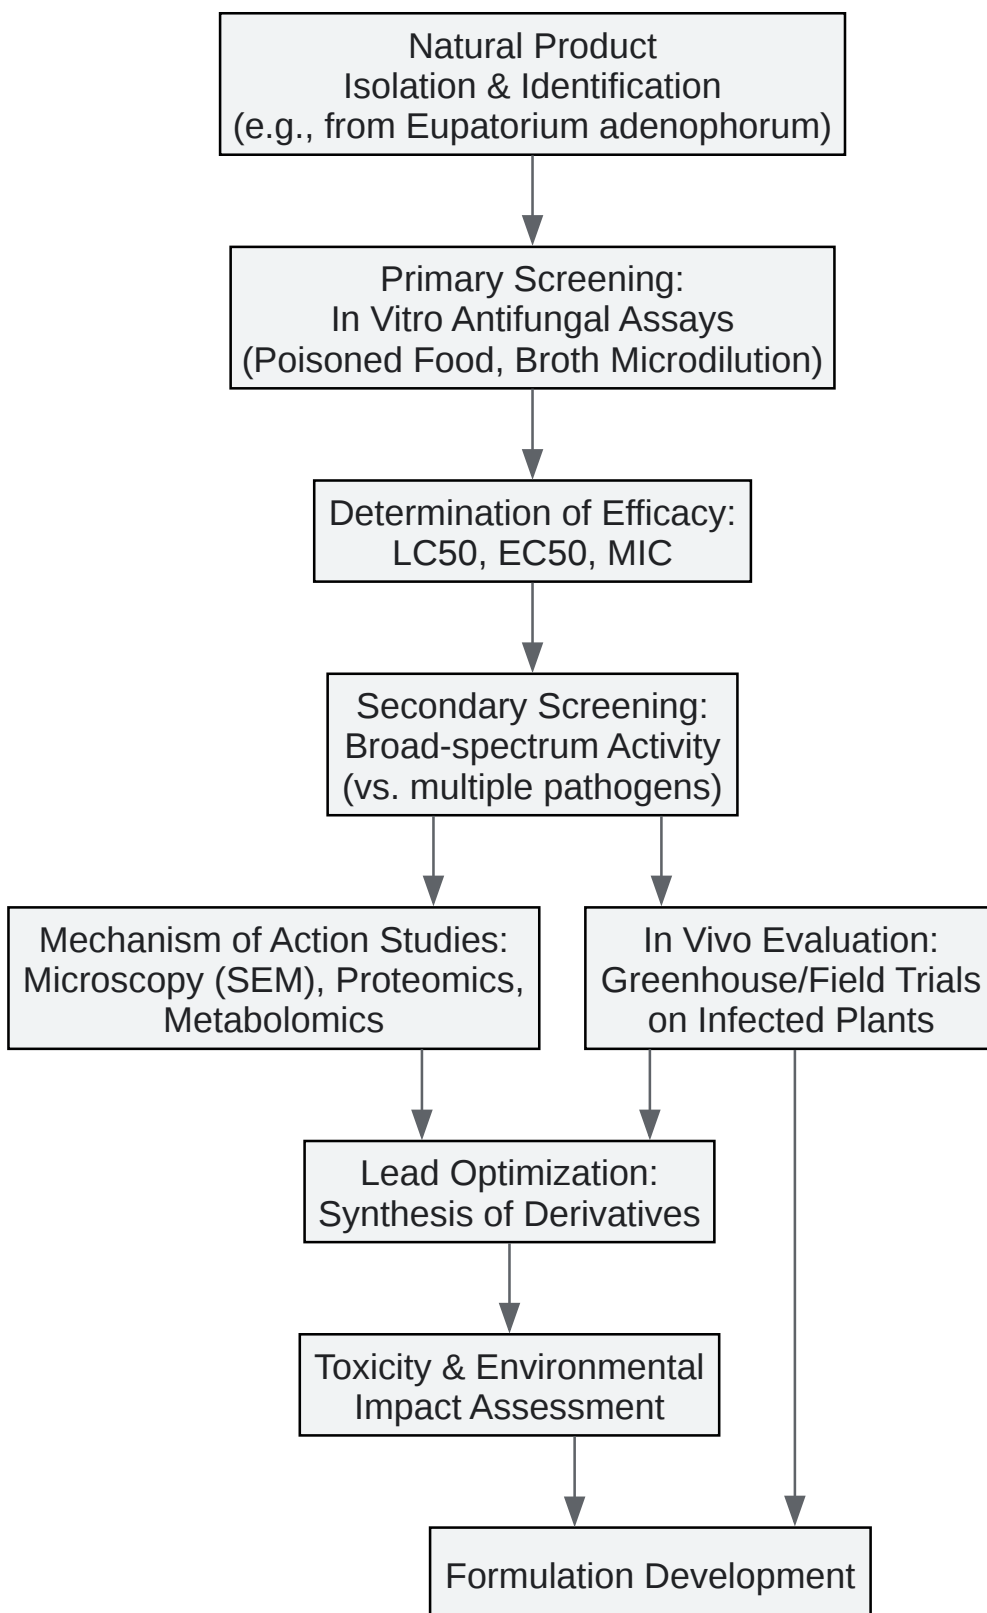 Natural Product
Isolation & Identification
(e.g., from Eupatorium adenophorum)
Primary Screening:
In Vitro Antifungal Assays
(Poisoned Food, Broth Microdilution)
Determination of Efficacy:
LC50, EC50, MIC
Secondary Screening:
Broad-spectrum Activity
(vs. multiple pathogens)
Mechanism of Action Studies:
Microscopy (SEM), Proteomics,
Metabolomics
In Vivo Evaluation:
Greenhouse/Field Trials
on Infected Plants
Lead Optimization:
Synthesis of Derivatives
Toxicity & Environmental
Impact Assessment
Formulation Development